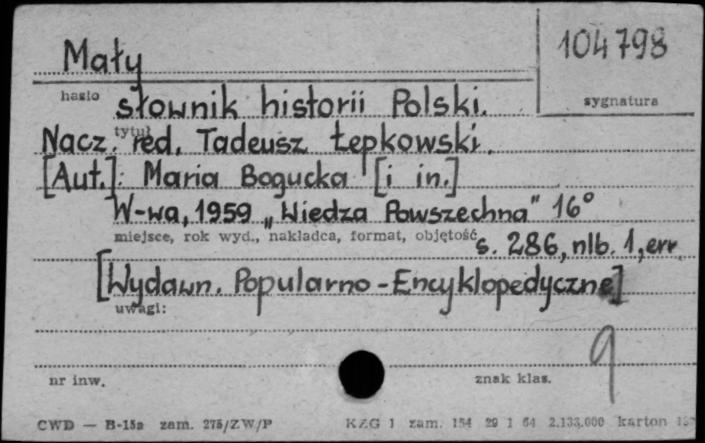 Mały
104798
hasło
sygnatura
słownik historii Polski.
tytuł
Nacz. red. Tadeusz Łepkowski.
[Aut.]: Maria Bogucka [i in.]
W-wa, 1959 „Wiedza Powszechna” 16°
miejsce, rok wyd., nakładca, format, objętość
s. 286, nlb. 1, err.
[Wydawn. Popularno-Encyklopedyczne]
uwagi:
9
nr inw.
znak klas.
CWD — B-15a zam. 275/ZW/P
KZG 1 zam. 154 29 1 64 2.133.000 karton